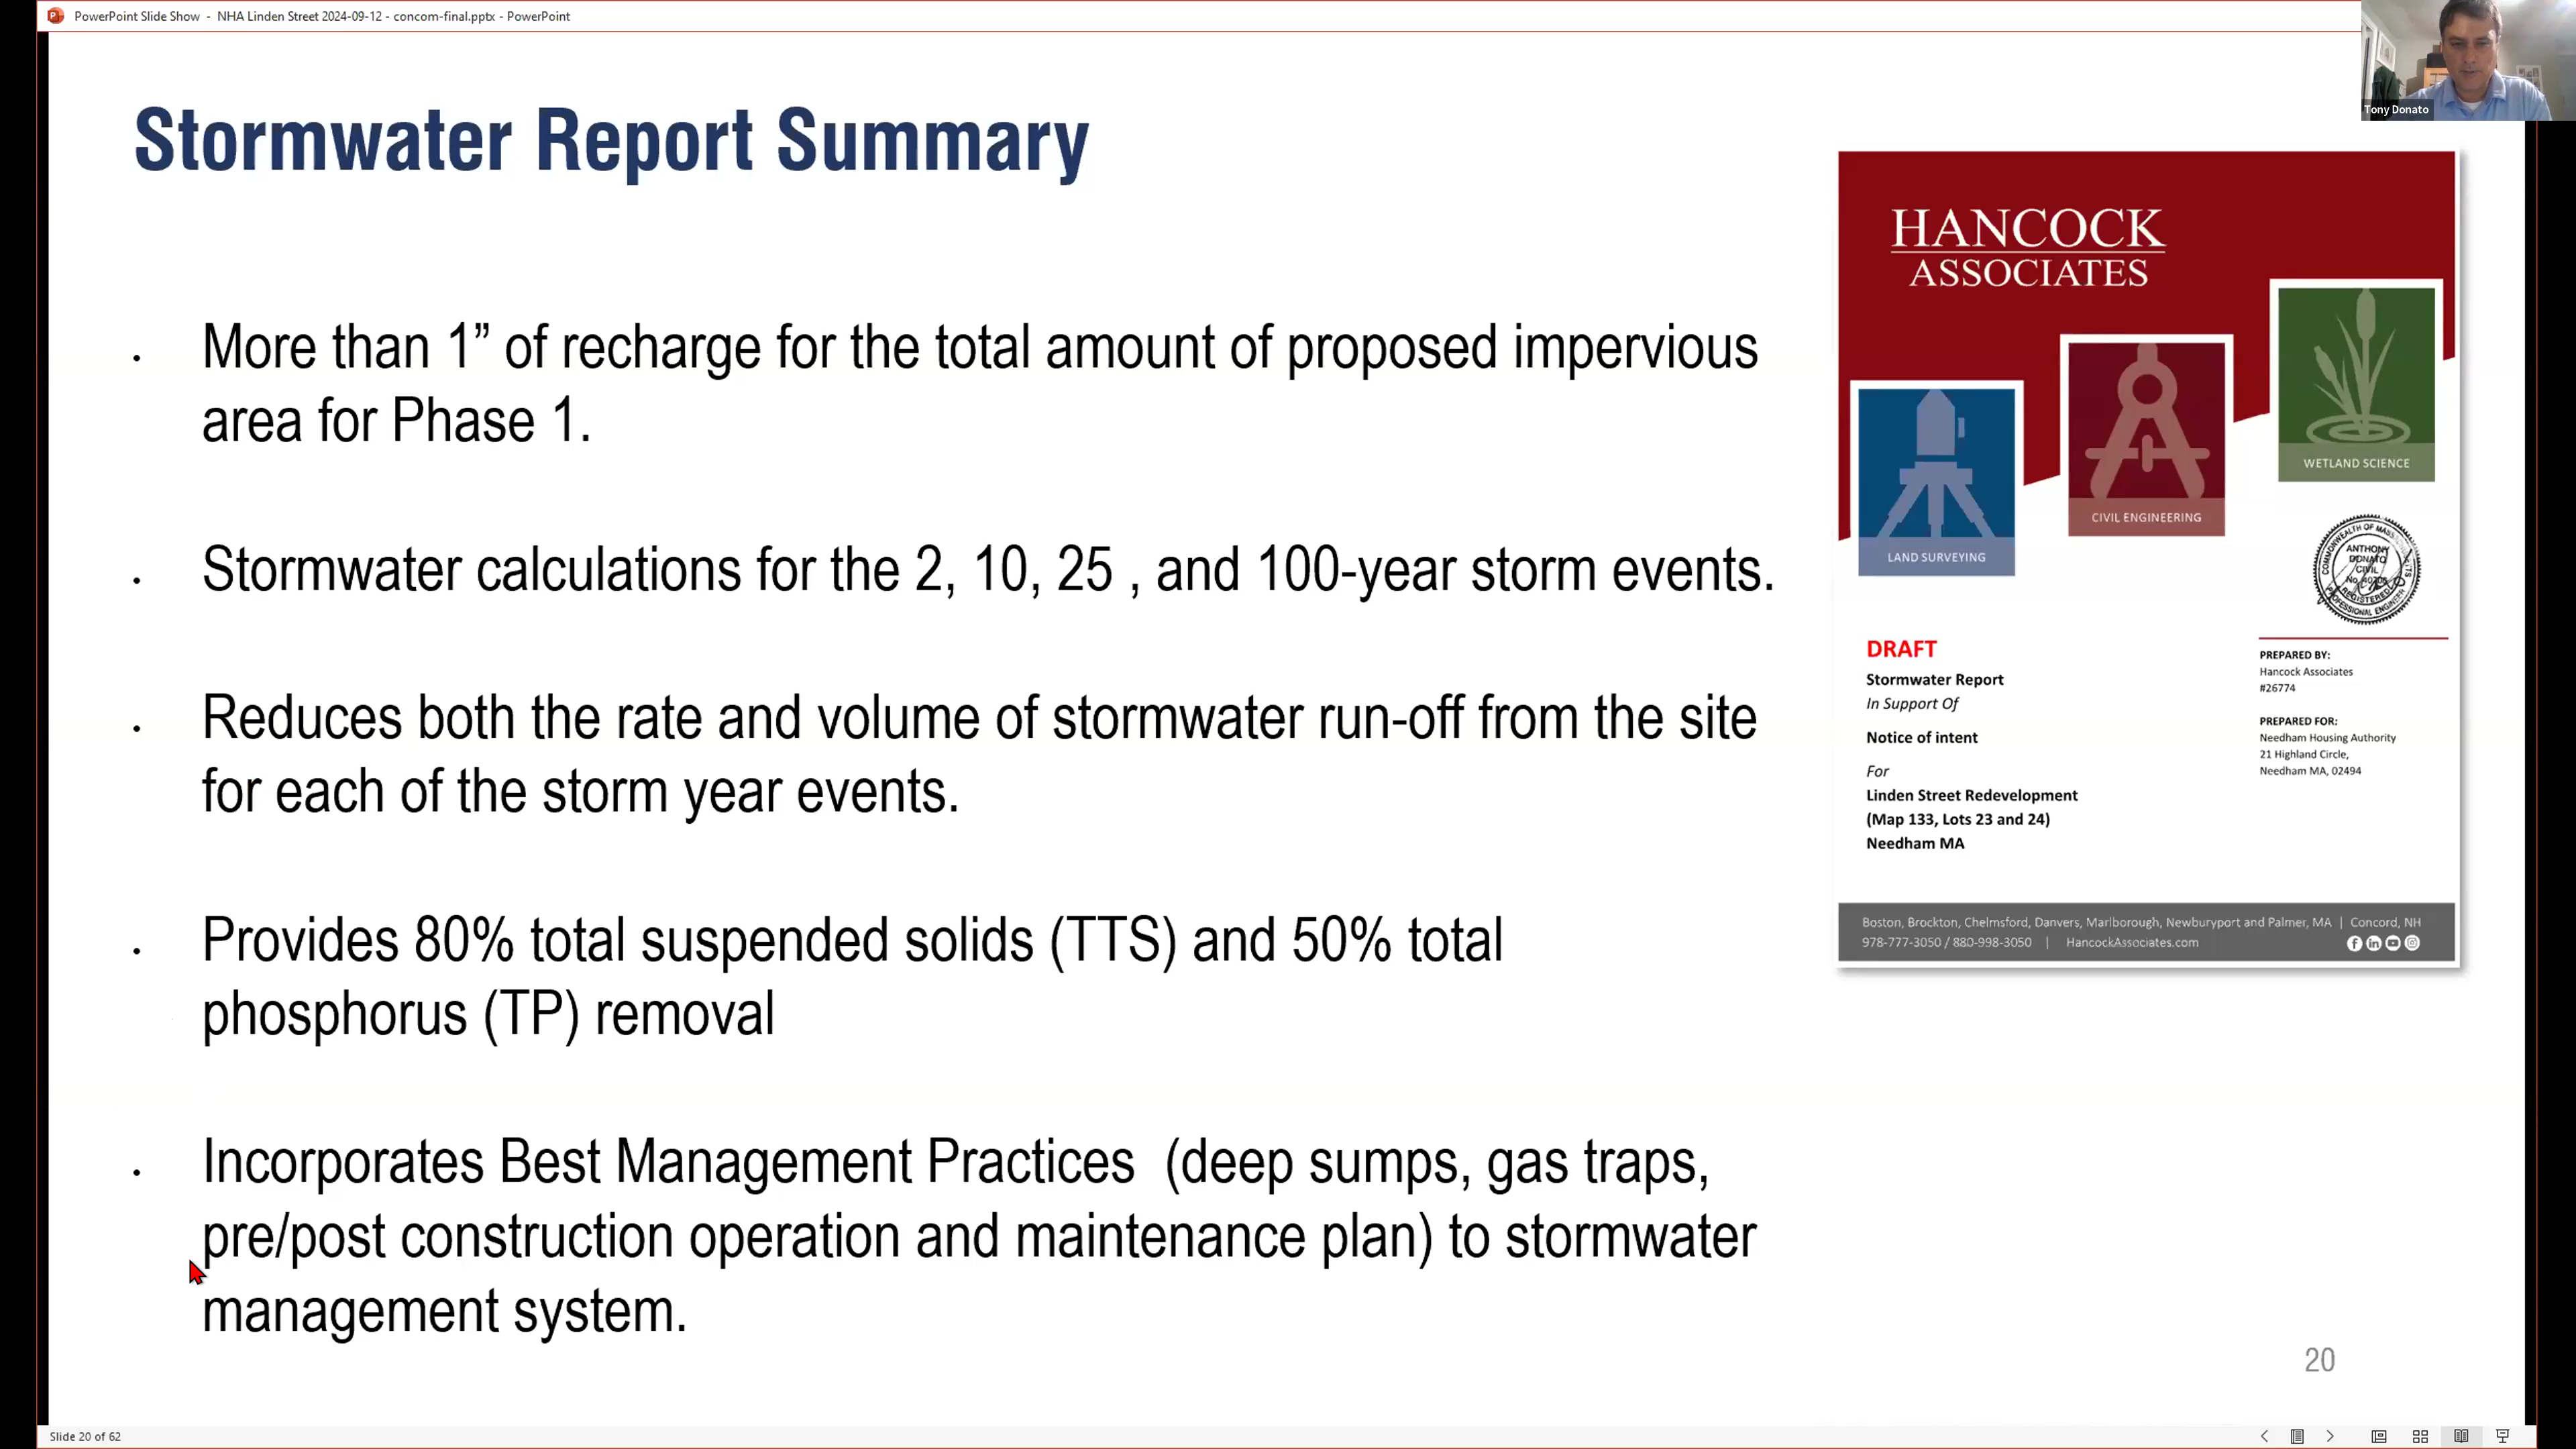 PowerPoint Slide Show - NHA Linden Street 2024-09-12 - concom-final.pptx - PowerPoint
Tony Donato
Stormwater Report Summary
• More than 1” of recharge for the total amount of proposed impervious
area for Phase 1.
• Stormwater calculations for the 2, 10, 25 , and 100-year storm events.
• Reduces both the rate and volume of stormwater run-off from the site
for each of the storm year events.
• Provides 80% total suspended solids (TTS) and 50% total
phosphorus (TP) removal
• Incorporates Best Management Practices (deep sumps, gas traps,
pre/post construction operation and maintenance plan) to stormwater
management system.
HANCOCK
ASSOCIATES
LAND SURVEYING
CIVIL ENGINEERING
WETLAND SCIENCE
COMMONWEALTH OF
ANTHONY
DONATO
CIVIL
REGISTERED
PROFESSIONAL ENGINEER
DRAFT
Stormwater Report
In Support Of
Notice of intent
For
Linden Street Redevelopment
(Map 133, Lots 23 and 24)
Needham MA
PREPARED BY:
Hancock Associates
#26774
PREPARED FOR:
Needham Housing Authority
21 Highland Circle,
Needham MA, 02494
Boston, Brockton, Chelmsford, Danvers, Marlborough, Newburyport and Palmer, MA | Concord, NH
978-777-3050 / 880-998-3050 | HancockAssociates.com
20
Slide 20 of 62